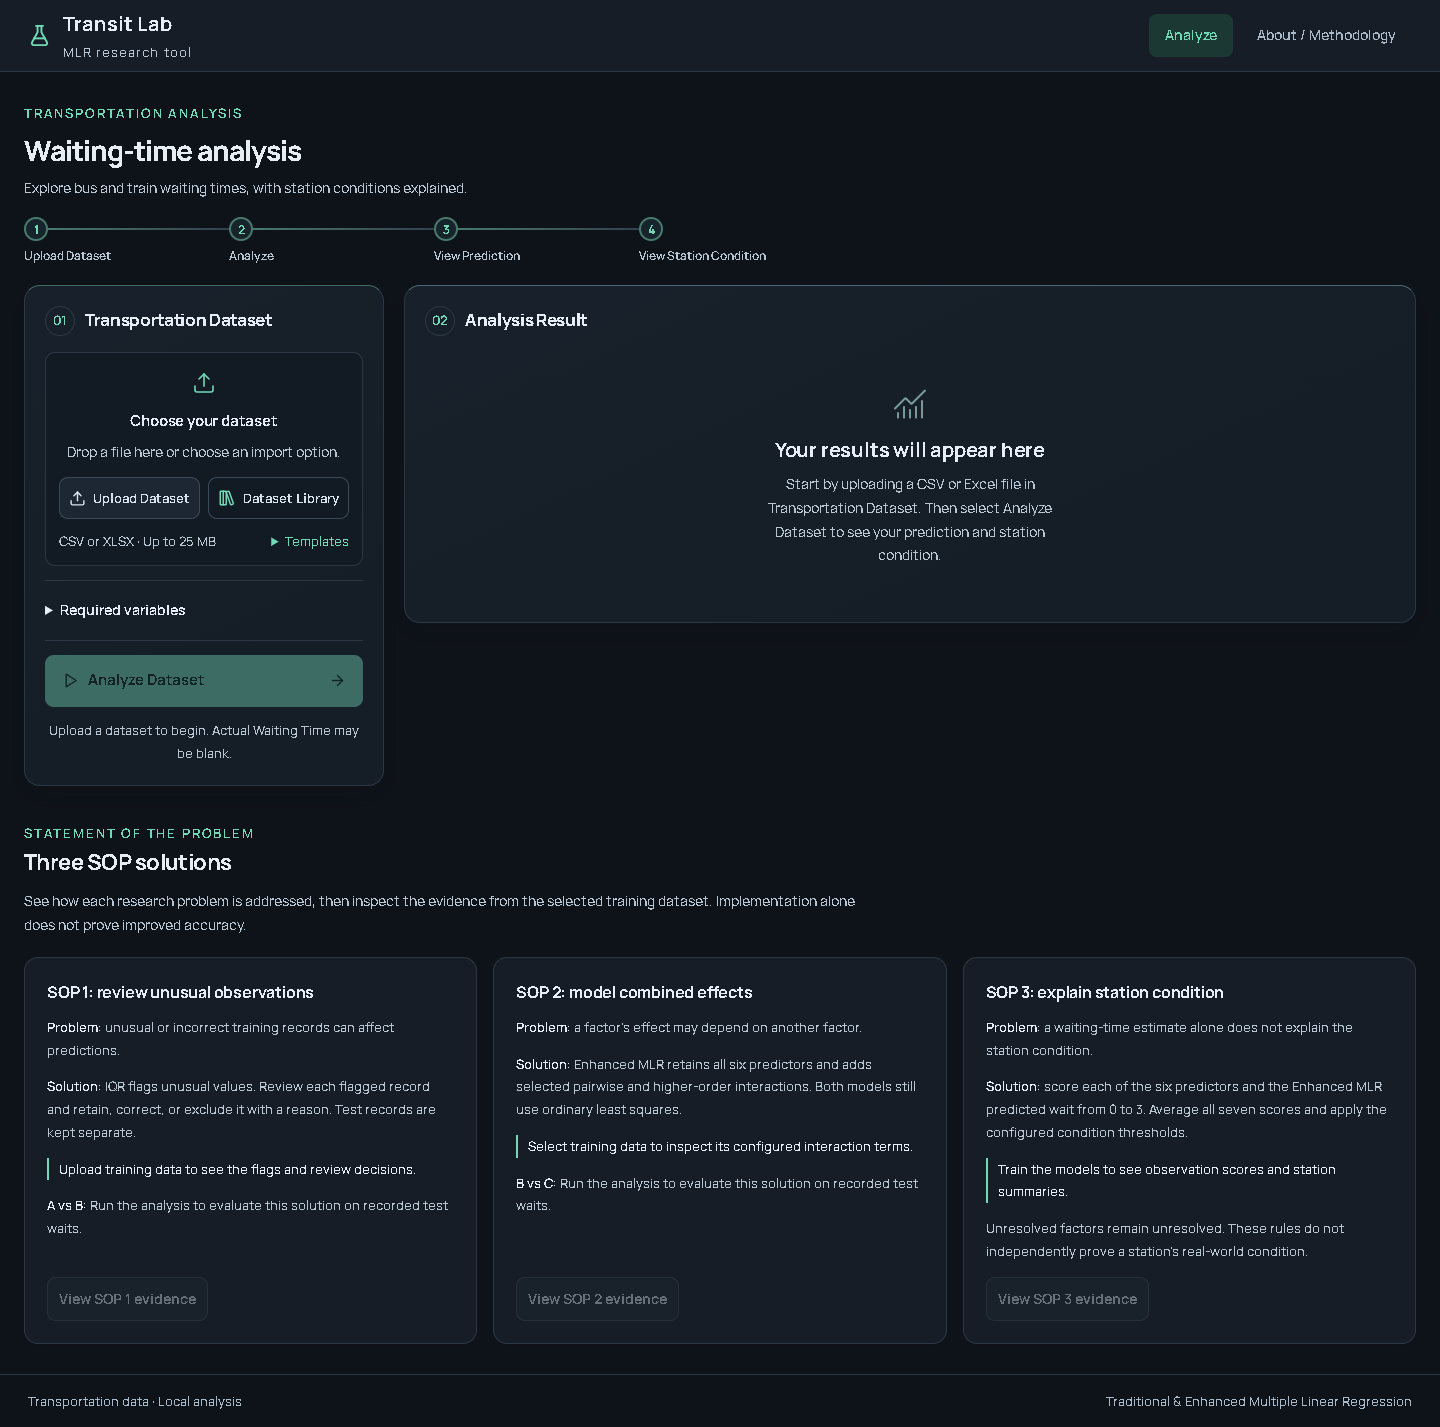 Transit Lab
MLR research tool
Analyze
About / Methodology
TRANSPORTATION ANALYSIS
Waiting-time analysis
Explore bus and train waiting times, with station conditions explained.
1
2
3
4
Upload Dataset
Analyze
View Prediction
View Station Condition
01
Transportation Dataset
Choose your dataset
Drop a file here or choose an import option.
Upload Dataset
Dataset Library
CSV or XLSX · Up to 25 MB
Templates
Required variables
Analyze Dataset
Upload a dataset to begin. Actual Waiting Time may
be blank.
02
Analysis Result
Your results will appear here
Start by uploading a CSV or Excel file in
Transportation Dataset. Then select Analyze
Dataset to see your prediction and station
condition.
STATEMENT OF THE PROBLEM
Three SOP solutions
See how each research problem is addressed, then inspect the evidence from the selected training dataset. Implementation alone
does not prove improved accuracy.
SOP 1: review unusual observations
Problem: unusual or incorrect training records can affect
predictions.
Solution: IQR flags unusual values. Review each flagged record
and retain, correct, or exclude it with a reason. Test records are
kept separate.
Upload training data to see the flags and review decisions.
A vs B: Run the analysis to evaluate this solution on recorded test
waits.
View SOP 1 evidence
SOP 2: model combined effects
Problem: a factor's effect may depend on another factor.
Solution: Enhanced MLR retains all six predictors and adds
selected pairwise and higher-order interactions. Both models still
use ordinary least squares.
Select training data to inspect its configured interaction terms.
B vs C: Run the analysis to evaluate this solution on recorded test
waits.
View SOP 2 evidence
SOP 3: explain station condition
Problem: a waiting-time estimate alone does not explain the
station condition.
Solution: score each of the six predictors and the Enhanced MLR
predicted wait from 0 to 3. Average all seven scores and apply the
configured condition thresholds.
Train the models to see observation scores and station
summaries.
Unresolved factors remain unresolved. These rules do not
independently prove a station's real-world condition.
View SOP 3 evidence
Transportation data · Local analysis
Traditional & Enhanced Multiple Linear Regression